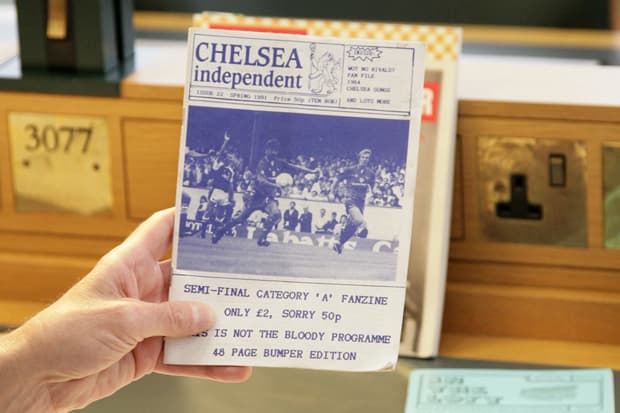 CHELSEA
independent
ISSUE 22 SPRING 1991 Price 50p (TEN BOB)
INSIDE:
WOT NO RIVALS?
FAN FILE
1964
CHELSEA SONGS
AND LOTS MORE
SEMI-FINAL CATEGORY 'A' FANZINE
ONLY £2, SORRY 50p
THIS IS NOT THE BLOODY PROGRAMME
48 PAGE BUMPER EDITION
3077
R